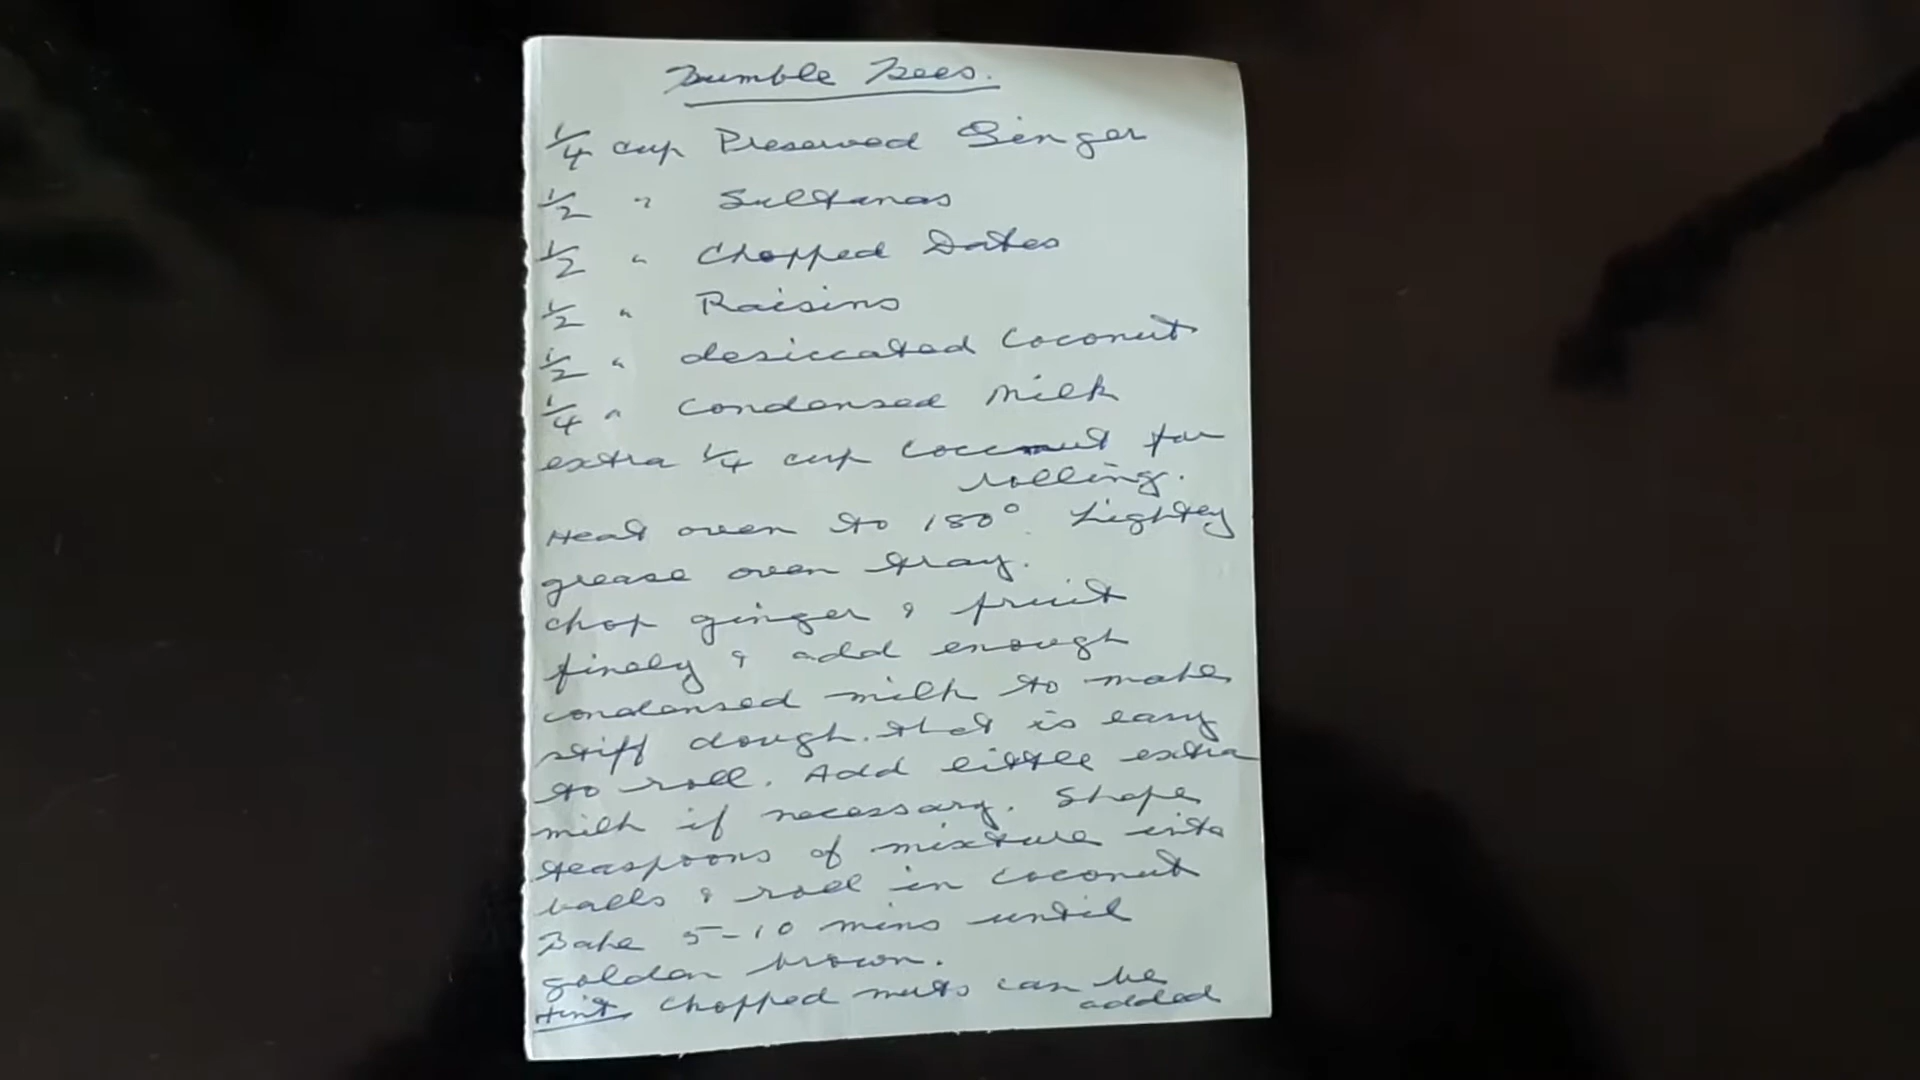 Bumble Bees.
1/4 cup Preserved Ginger
1/2 " Sultanas
1/2 " Chopped Dates
1/2 " Raisins
1/2 " desiccated Coconut
1/4 " Condensed Milk
extra 1/4 cup Coconut for
rolling.
Heat oven to 180°. Lightly
grease oven tray.
Chop ginger & fruit
finely & add enough
condensed milk to make
stiff dough. that is easy
to roll. Add little extra
milk if necessary. Shape
teaspoons of mixture into
balls & roll in coconut
Bake 5-10 mins until
golden brown.
Hint, Chopped nuts can be
added